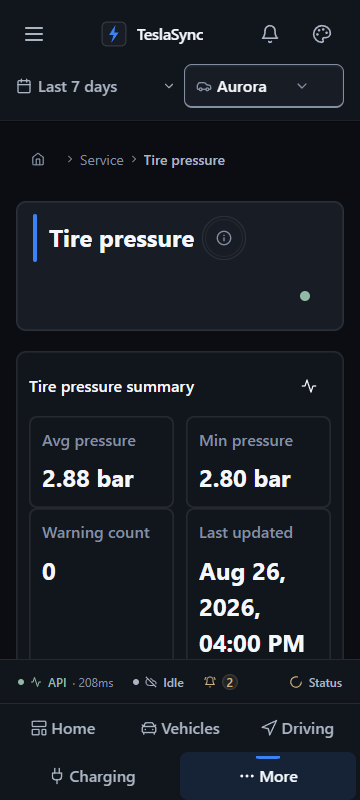 TeslaSync
Last 7 days
Aurora
Service
Tire pressure
Tire pressure
Tire pressure summary
Avg pressure
2.88 bar
Min pressure
2.80 bar
Warning count
0
Last updated
Aug 26,
2026,
04:00 PM
API · 208ms
Idle
2
Status
Home
Vehicles
Driving
Charging
More